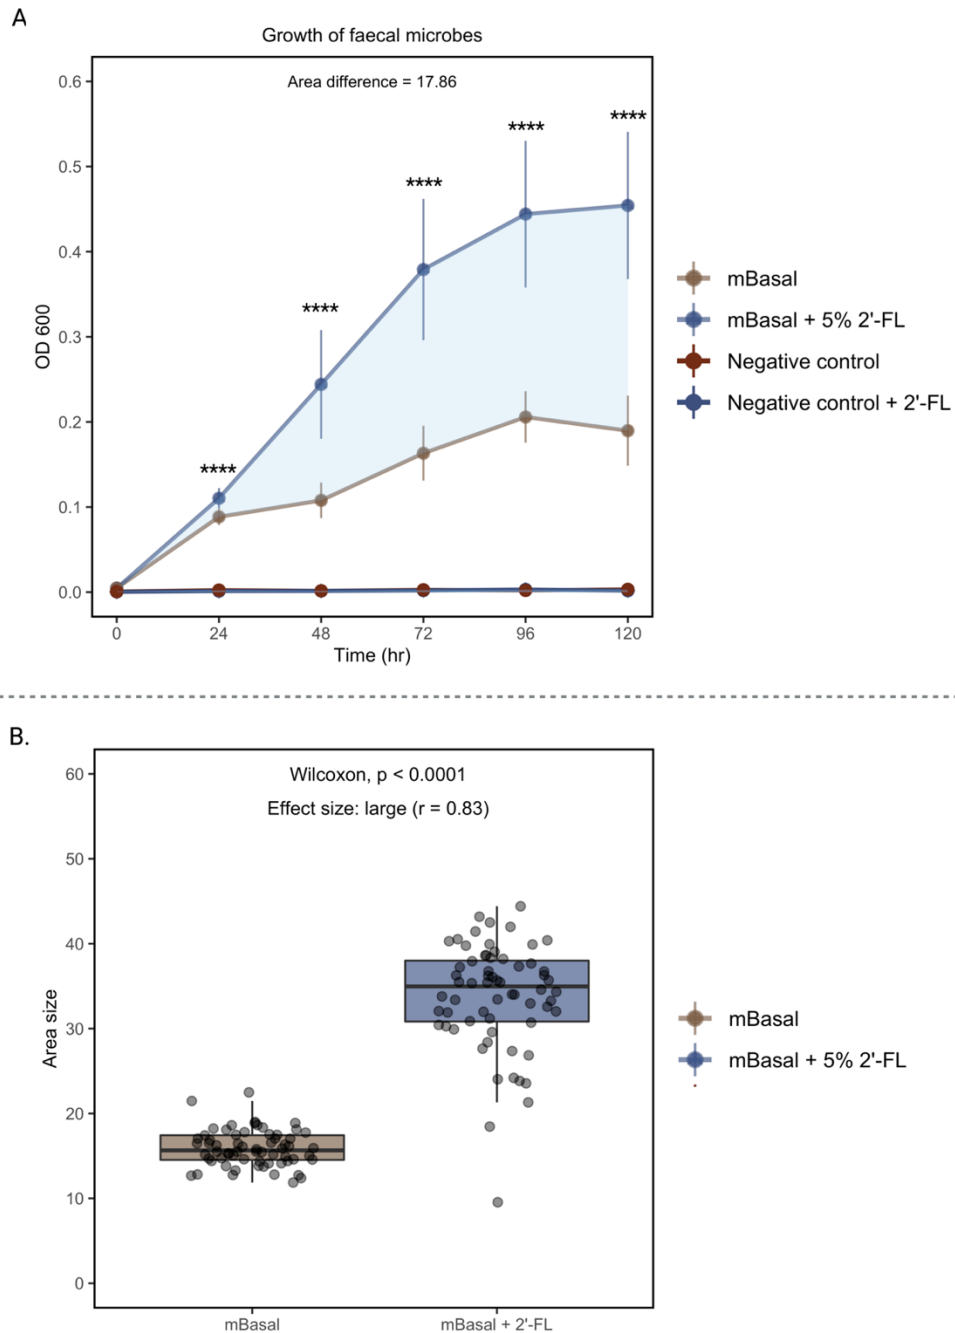 A
Growth of faecal microbes
Area difference = 17.86
****
****
****
****
****
0.6
0.5
0.4
0.3
0.2
0.1
0.0
OD 600
0 24 48 72 96 120
Time (hr)
mBasal
mBasal + 5% 2'-FL
Negative control
Negative control + 2'-FL
B.
Wilcoxon, p < 0.0001
Effect size: large (r = 0.83)
60
50
40
30
20
10
0
Area size
mBasal mBasal + 2'-FL
mBasal
mBasal + 5% 2'-FL